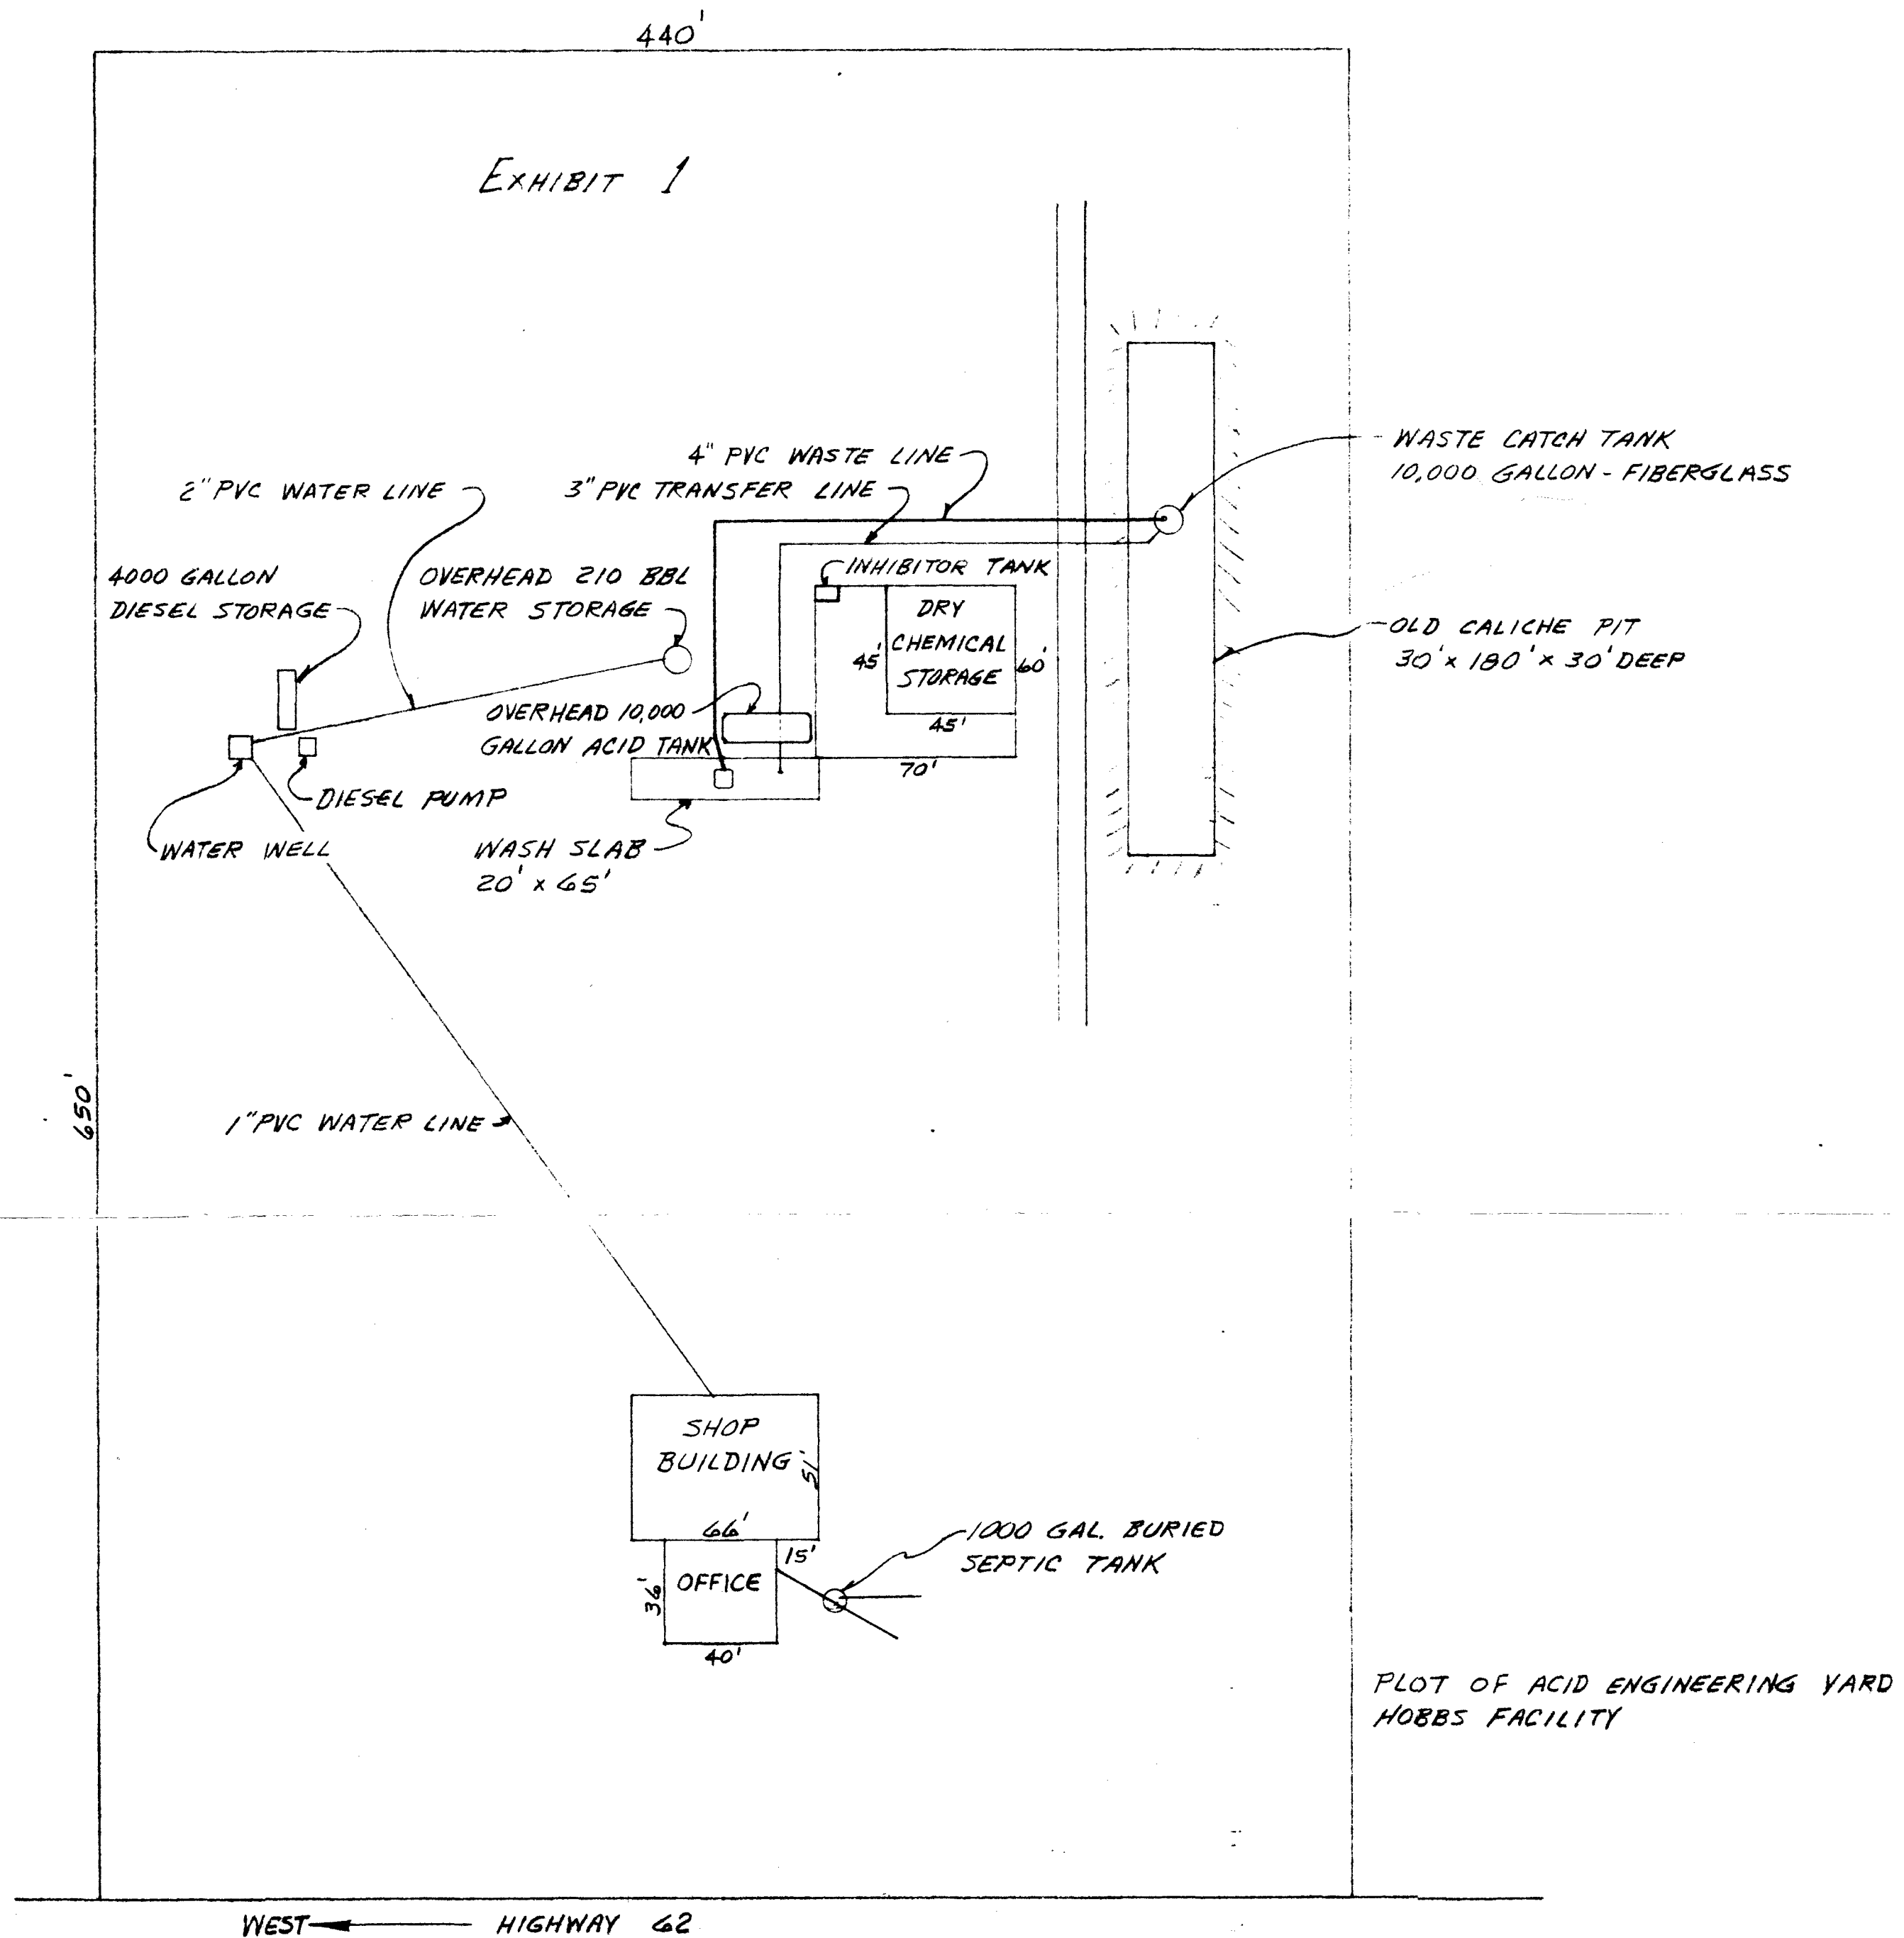 440'
EXHIBIT 1
4" PVC WASTE LINE
3" PVC TRANSFER LINE
2" PVC WATER LINE
WASTE CATCH TANK
10,000 GALLON - FIBERGLASS
4000 GALLON
DIESEL STORAGE
OVERHEAD 210 BBL
WATER STORAGE
INHIBITOR TANK
DRY
CHEMICAL
STORAGE
45'
60'
45'
70'
OLD CALICHE PIT
30' x 180' x 30' DEEP
OVERHEAD 10,000
GALLON ACID TANK
DIESEL PUMP
WATER WELL
WASH SLAB
20' x 65'
650'
1" PVC WATER LINE
SHOP
BUILDING
51'
66'
15'
OFFICE
36'
40'
1000 GAL. BURIED
SEPTIC TANK
PLOT OF ACID ENGINEERING YARD
HOBBS FACILITY
WEST HIGHWAY 62